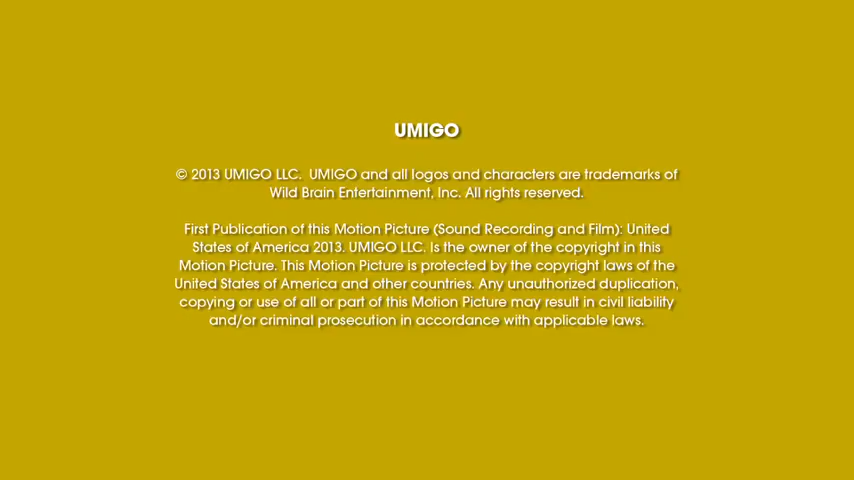 UMIGO
© 2013 UMIGO LLC.  UMIGO and all logos and characters are trademarks of
Wild Brain Entertainment, Inc. All rights reserved.
First Publication of this Motion Picture (Sound Recording and Film): United
States of America 2013. UMIGO LLC. Is the owner of the copyright in this
Motion Picture. This Motion Picture is protected by the copyright laws of the
United States of America and other countries. Any unauthorized duplication,
copying or use of all or part of this Motion Picture may result in civil liability
and/or criminal prosecution in accordance with applicable laws.